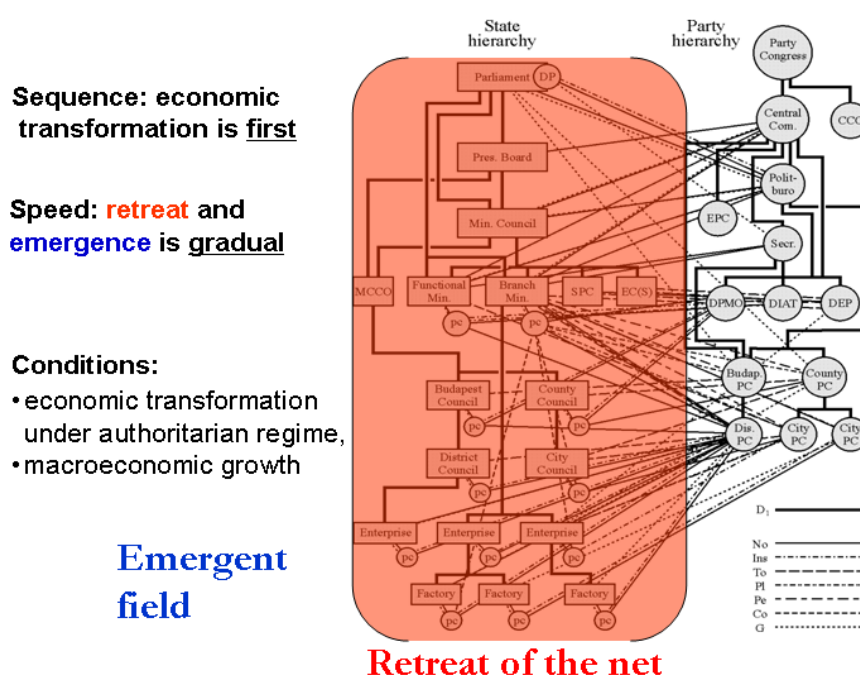 Sequence: economic
transformation is first
Speed: retreat and
emergence is gradual
Conditions:
• economic transformation
under authoritarian regime,
• macroeconomic growth
Emergent
field
State
hierarchy
Party
hierarchy
Parliament
DP
Party
Congress
Central
Com.
CCO
Pres. Board
Polit-
buro
EPC
Min. Council
Secr.
MCCO
Functional
Min.
Branch
Min.
SPC
EC(S)
DPMO
DIAT
DEP
pc
pc
Budapest
Council
County
Council
Budap.
PC
County
PC
pc
pc
Dis.
PC
City
PC
City
PC
District
Council
City
Council
pc
pc
Enterprise
Enterprise
Enterprise
pc
pc
pc
Factory
Factory
Factory
pc
pc
pc
D₁
No
Ins
To
Pl
Pe
Co
G
Retreat of the net